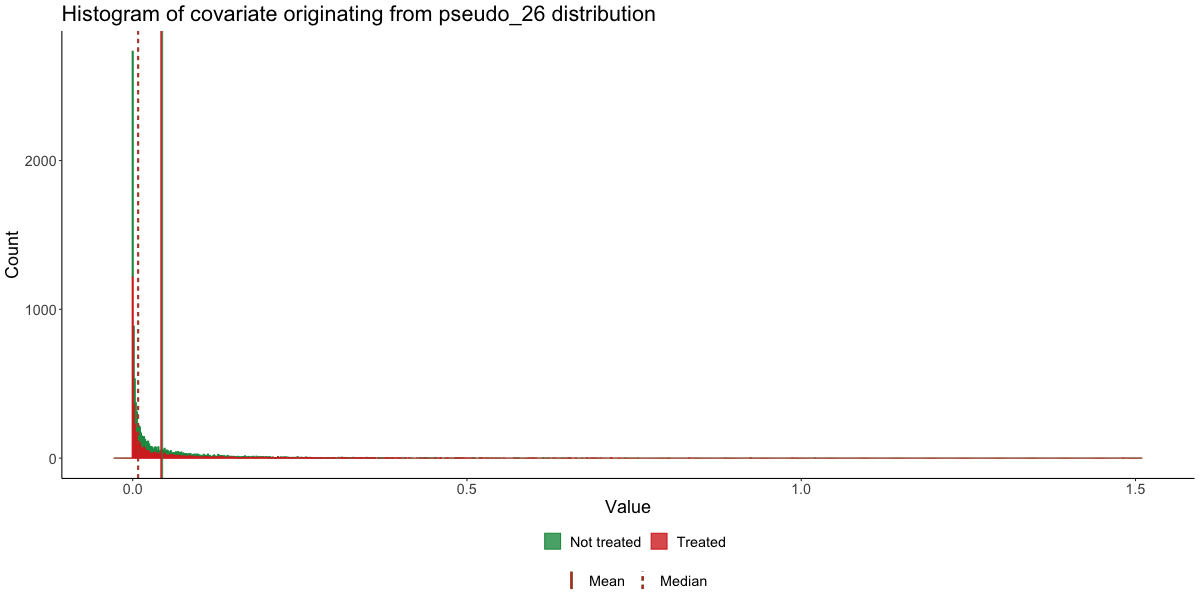 Histogram of covariate originating from pseudo_26 distribution
Count
2000
1000
0
0.0 0.5 1.0 1.5
Value
Not treated Treated
Mean Median